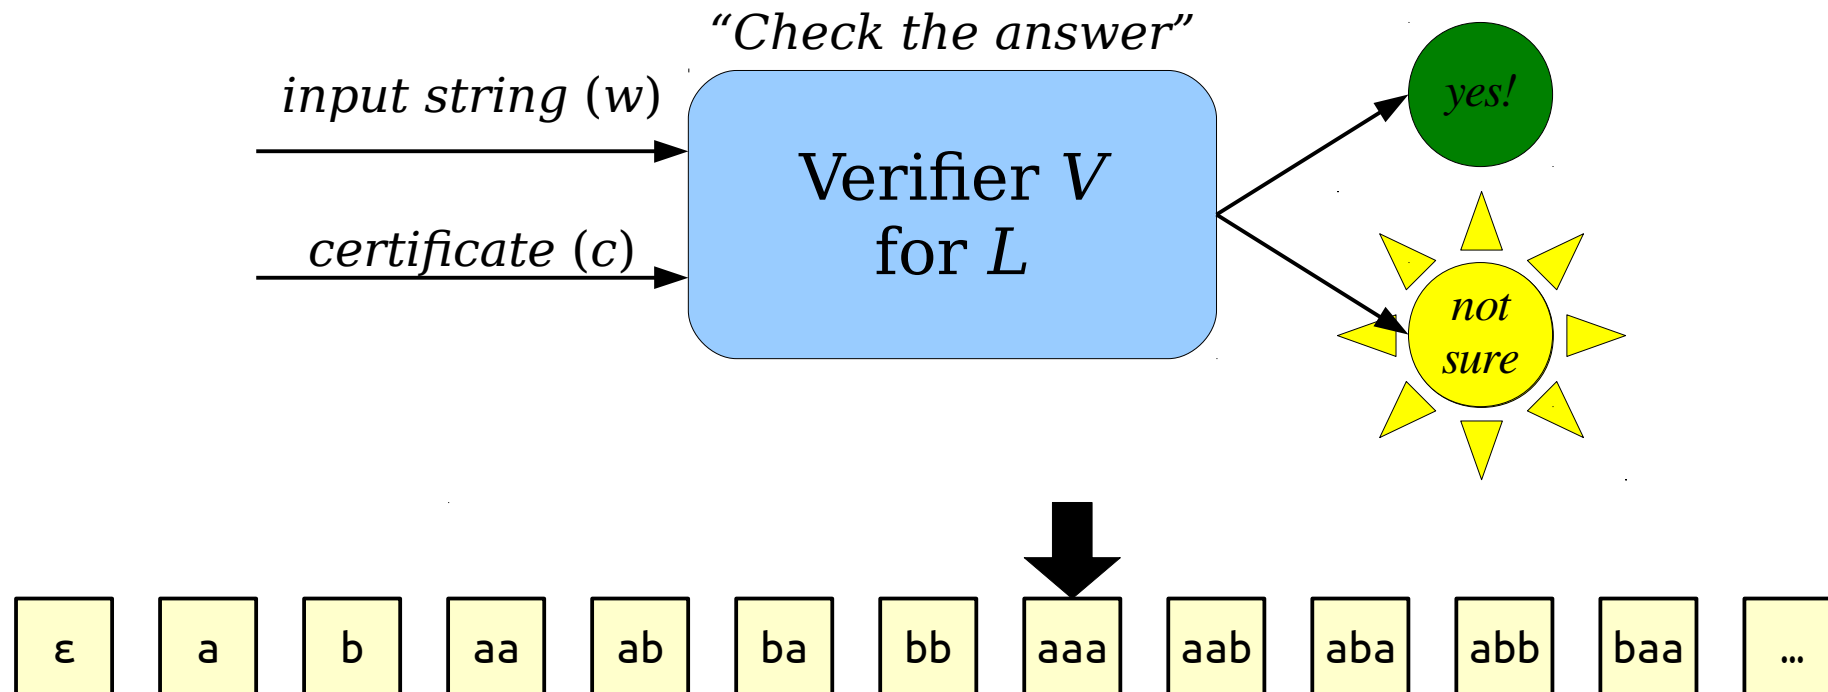 “Check the answer”
input string (w)
certificate (c)
Verifier V
for L
yes!
not
sure
ε a b aa ab ba bb aaa aab aba abb baa ...